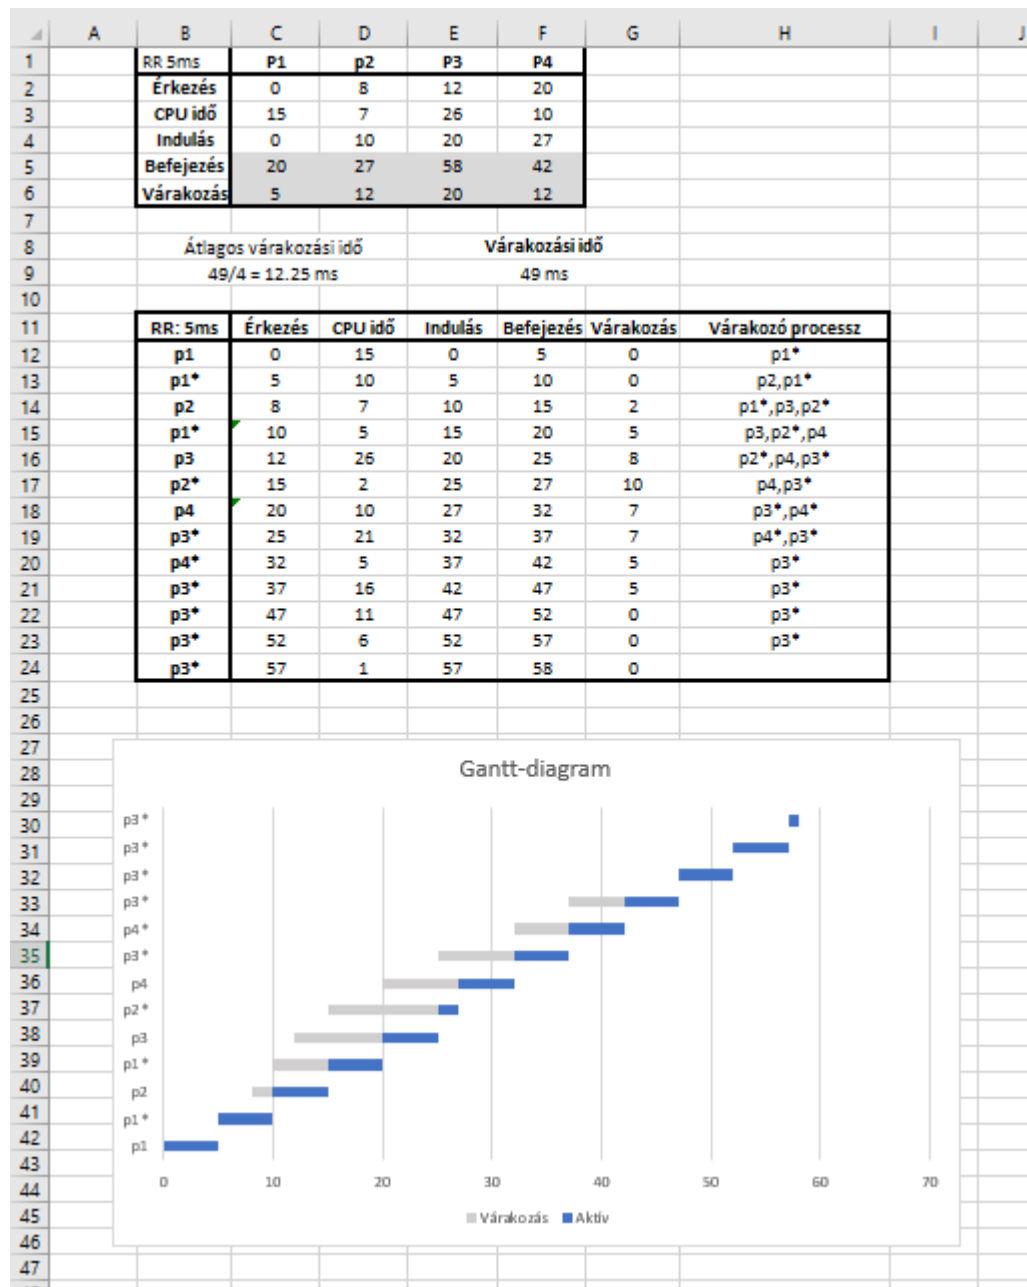 A B C D E F G H I J
1 RR 5ms P1 p2 P3 P4
2 Érkezés 0 8 12 20
3 CPU idő 15 7 26 10
4 Indulás 0 10 20 27
5 Befejezés 20 27 58 42
6 Várakozás 5 12 20 12
7
8 Átlagos várakozási idő Várakozási idő
9 49/4 = 12.25 ms 49 ms
10
11 RR: 5ms Érkezés CPU idő Indulás Befejezés Várakozás Várakozó processz
12 p1 0 15 0 5 0 p1*
13 p1* 5 10 5 10 0 p2,p1*
14 p2 8 7 10 15 2 p1*,p3,p2*
15 p1* 10 5 15 20 5 p3,p2*,p4
16 p3 12 26 20 25 8 p2*,p4,p3*
17 p2* 15 2 25 27 10 p4,p3*
18 p4 20 10 27 32 7 p3*,p4*
19 p3* 25 21 32 37 7 p4*,p3*
20 p4* 32 5 37 42 5 p3*
21 p3* 37 16 42 47 5 p3*
22 p3* 47 11 47 52 0 p3*
23 p3* 52 6 52 57 0 p3*
24 p3* 57 1 57 58 0
25
26
27
28 Gantt-diagram
29
30 p3*
31 p3*
32 p3*
33 p3*
34 p4*
35 p3*
36 p4
37 p2*
38 p3
39 p1*
40 p2
41 p1*
42 p1
43
44 0 10 20 30 40 50 60 70
45 Várakozás Aktív
46
47